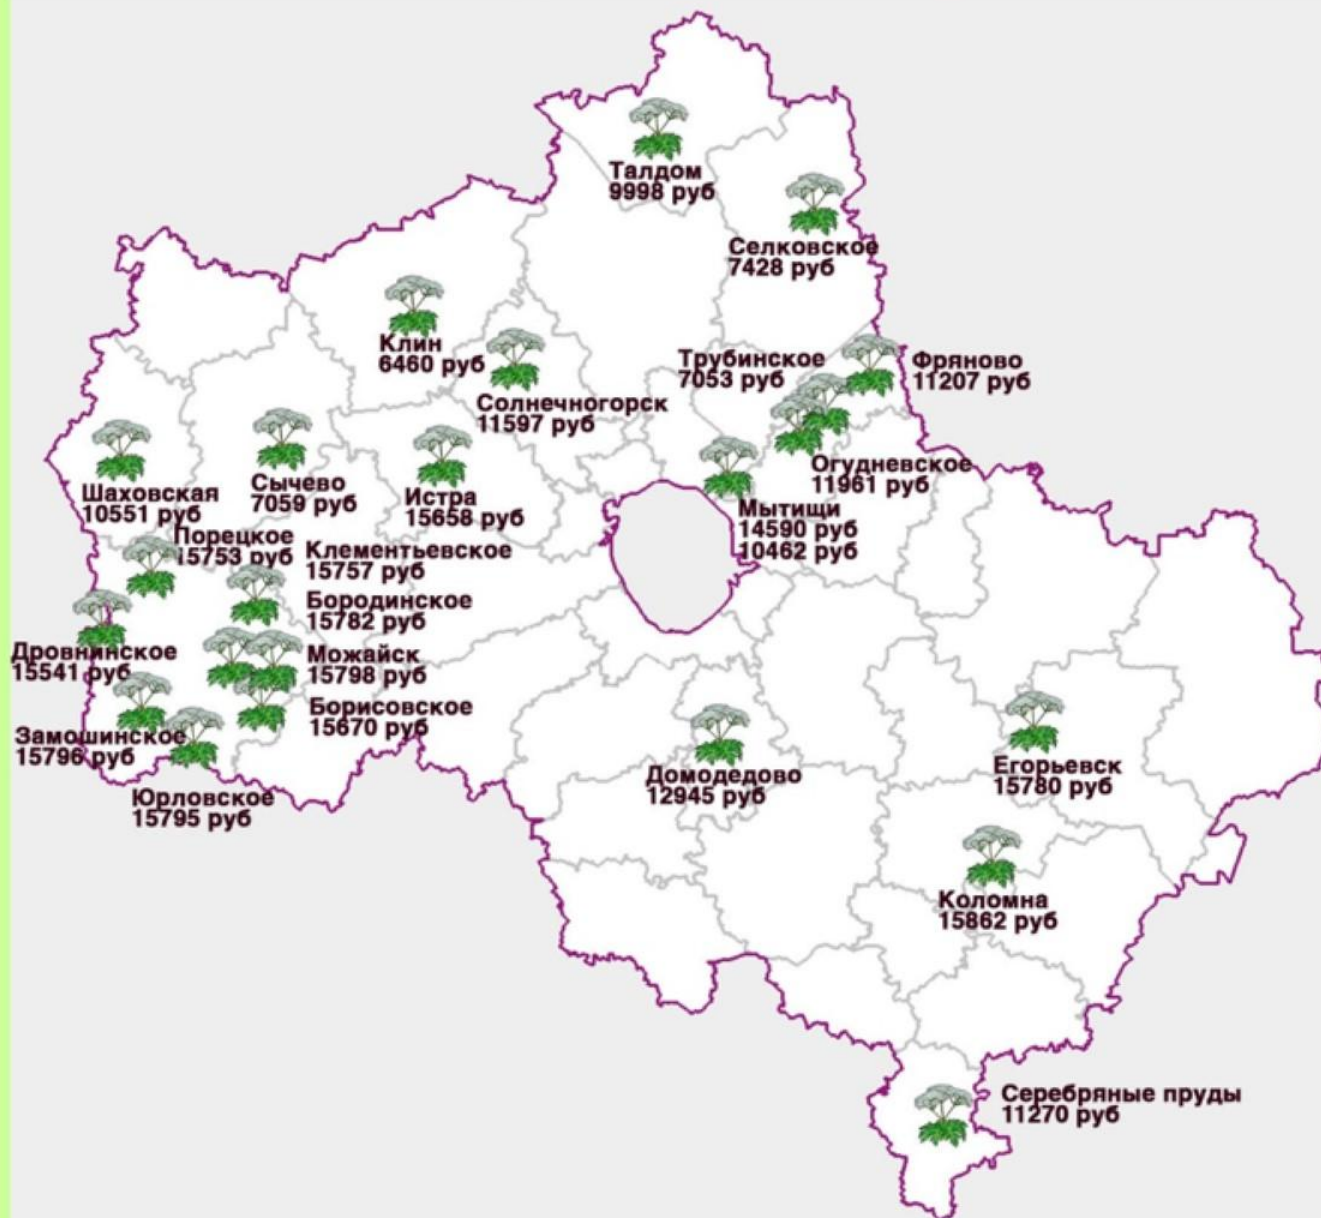 Талдом
9998 руб
Селковское
7428 руб
Клин
6460 руб
Солнечногорск
11597 руб
Трубинское
7053 руб
Фряново
11207 руб
Огудневское
11961 руб
Мытищи
14590 руб
10462 руб
Шаховская
10551 руб
Сычево
7059 руб
Истра
15658 руб
Порецкое
15753 руб
Клементьевское
15757 руб
Бородинское
15782 руб
Дровнинское
15541 руб
Можайск
15798 руб
Борисовское
15670 руб
Замошинское
15796 руб
Юрловское
15795 руб
Домодедово
12945 руб
Егорьевск
15780 руб
Коломна
15862 руб
Серебряные пруды
11270 руб